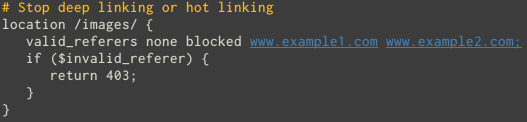 # Stop deep linking or hot linking
location /images/ {
   valid_referers none blocked www.example1.com www.example2.com;
   if ($invalid_referer) {
      return 403;
   }
}